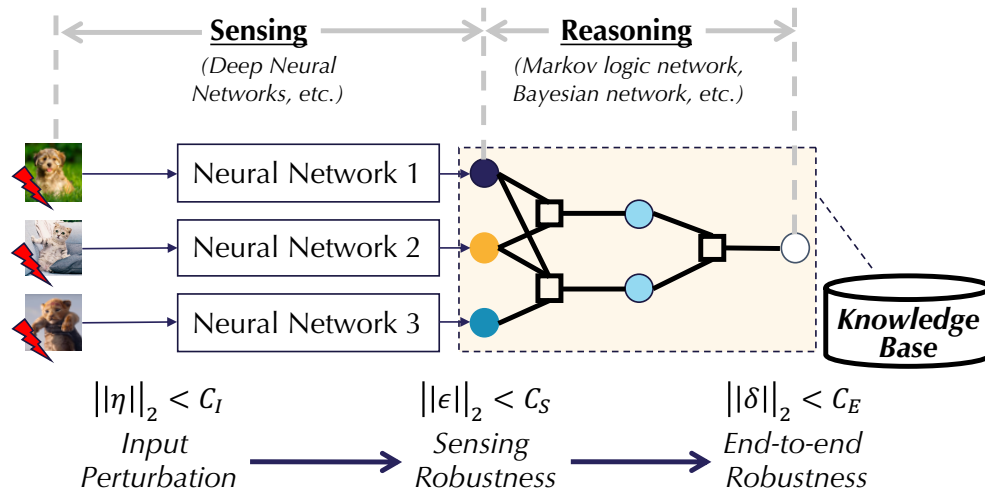 Sensing
(Deep Neural
Networks, etc.)
Reasoning
(Markov logic network,
Bayesian network, etc.)
Neural Network 1
Neural Network 2
Neural Network 3
Knowledge
Base
||η||₂ < C_I
Input
Perturbation
||ϵ||₂ < C_S
Sensing
Robustness
||δ||₂ < C_E
End-to-end
Robustness